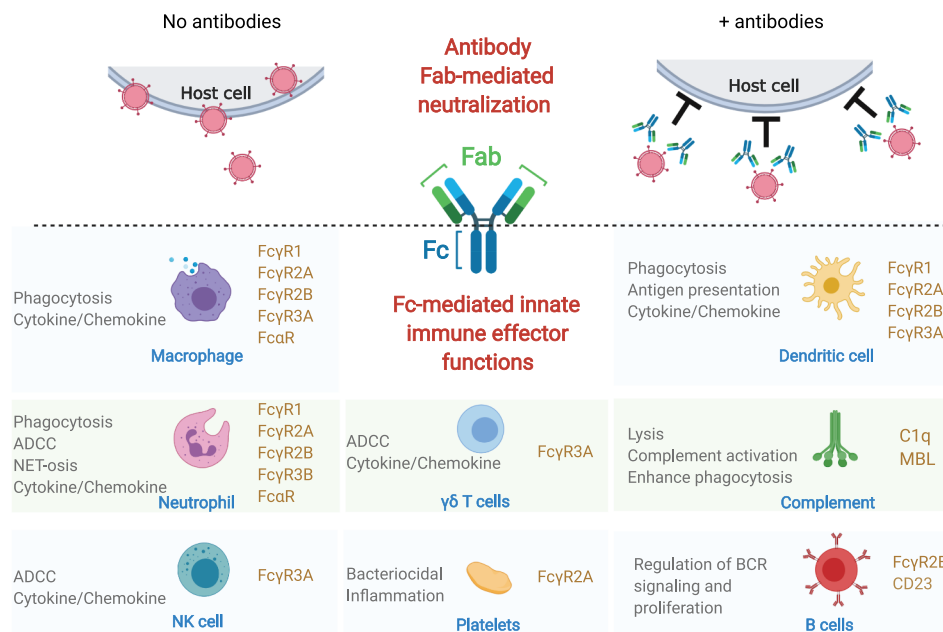 No antibodies
+ antibodies
Antibody
Fab-mediated
neutralization
Host cell
Host cell
Fab
Fc
Fc-mediated innate
immune effector
functions
Phagocytosis
Cytokine/Chemokine
FcγR1
FcγR2A
FcγR2B
FcγR3A
FcαR
Macrophage
Phagocytosis
Antigen presentation
Cytokine/Chemokine
FcγR1
FcγR2A
FcγR2B
FcγR3A
Dendritic cell
Phagocytosis
ADCC
NET-osis
Cytokine/Chemokine
FcγR1
FcγR2A
FcγR2B
FcγR3B
FcαR
Neutrophil
ADCC
Cytokine/Chemokine
FcγR3A
γδ T cells
Lysis
Complement activation
Enhance phagocytosis
C1q
MBL
Complement
ADCC
Cytokine/Chemokine
FcγR3A
NK cell
Bacteriocidal
Inflammation
FcγR2A
Platelets
Regulation of BCR
signaling and
proliferation
FcγR2B
CD23
B cells